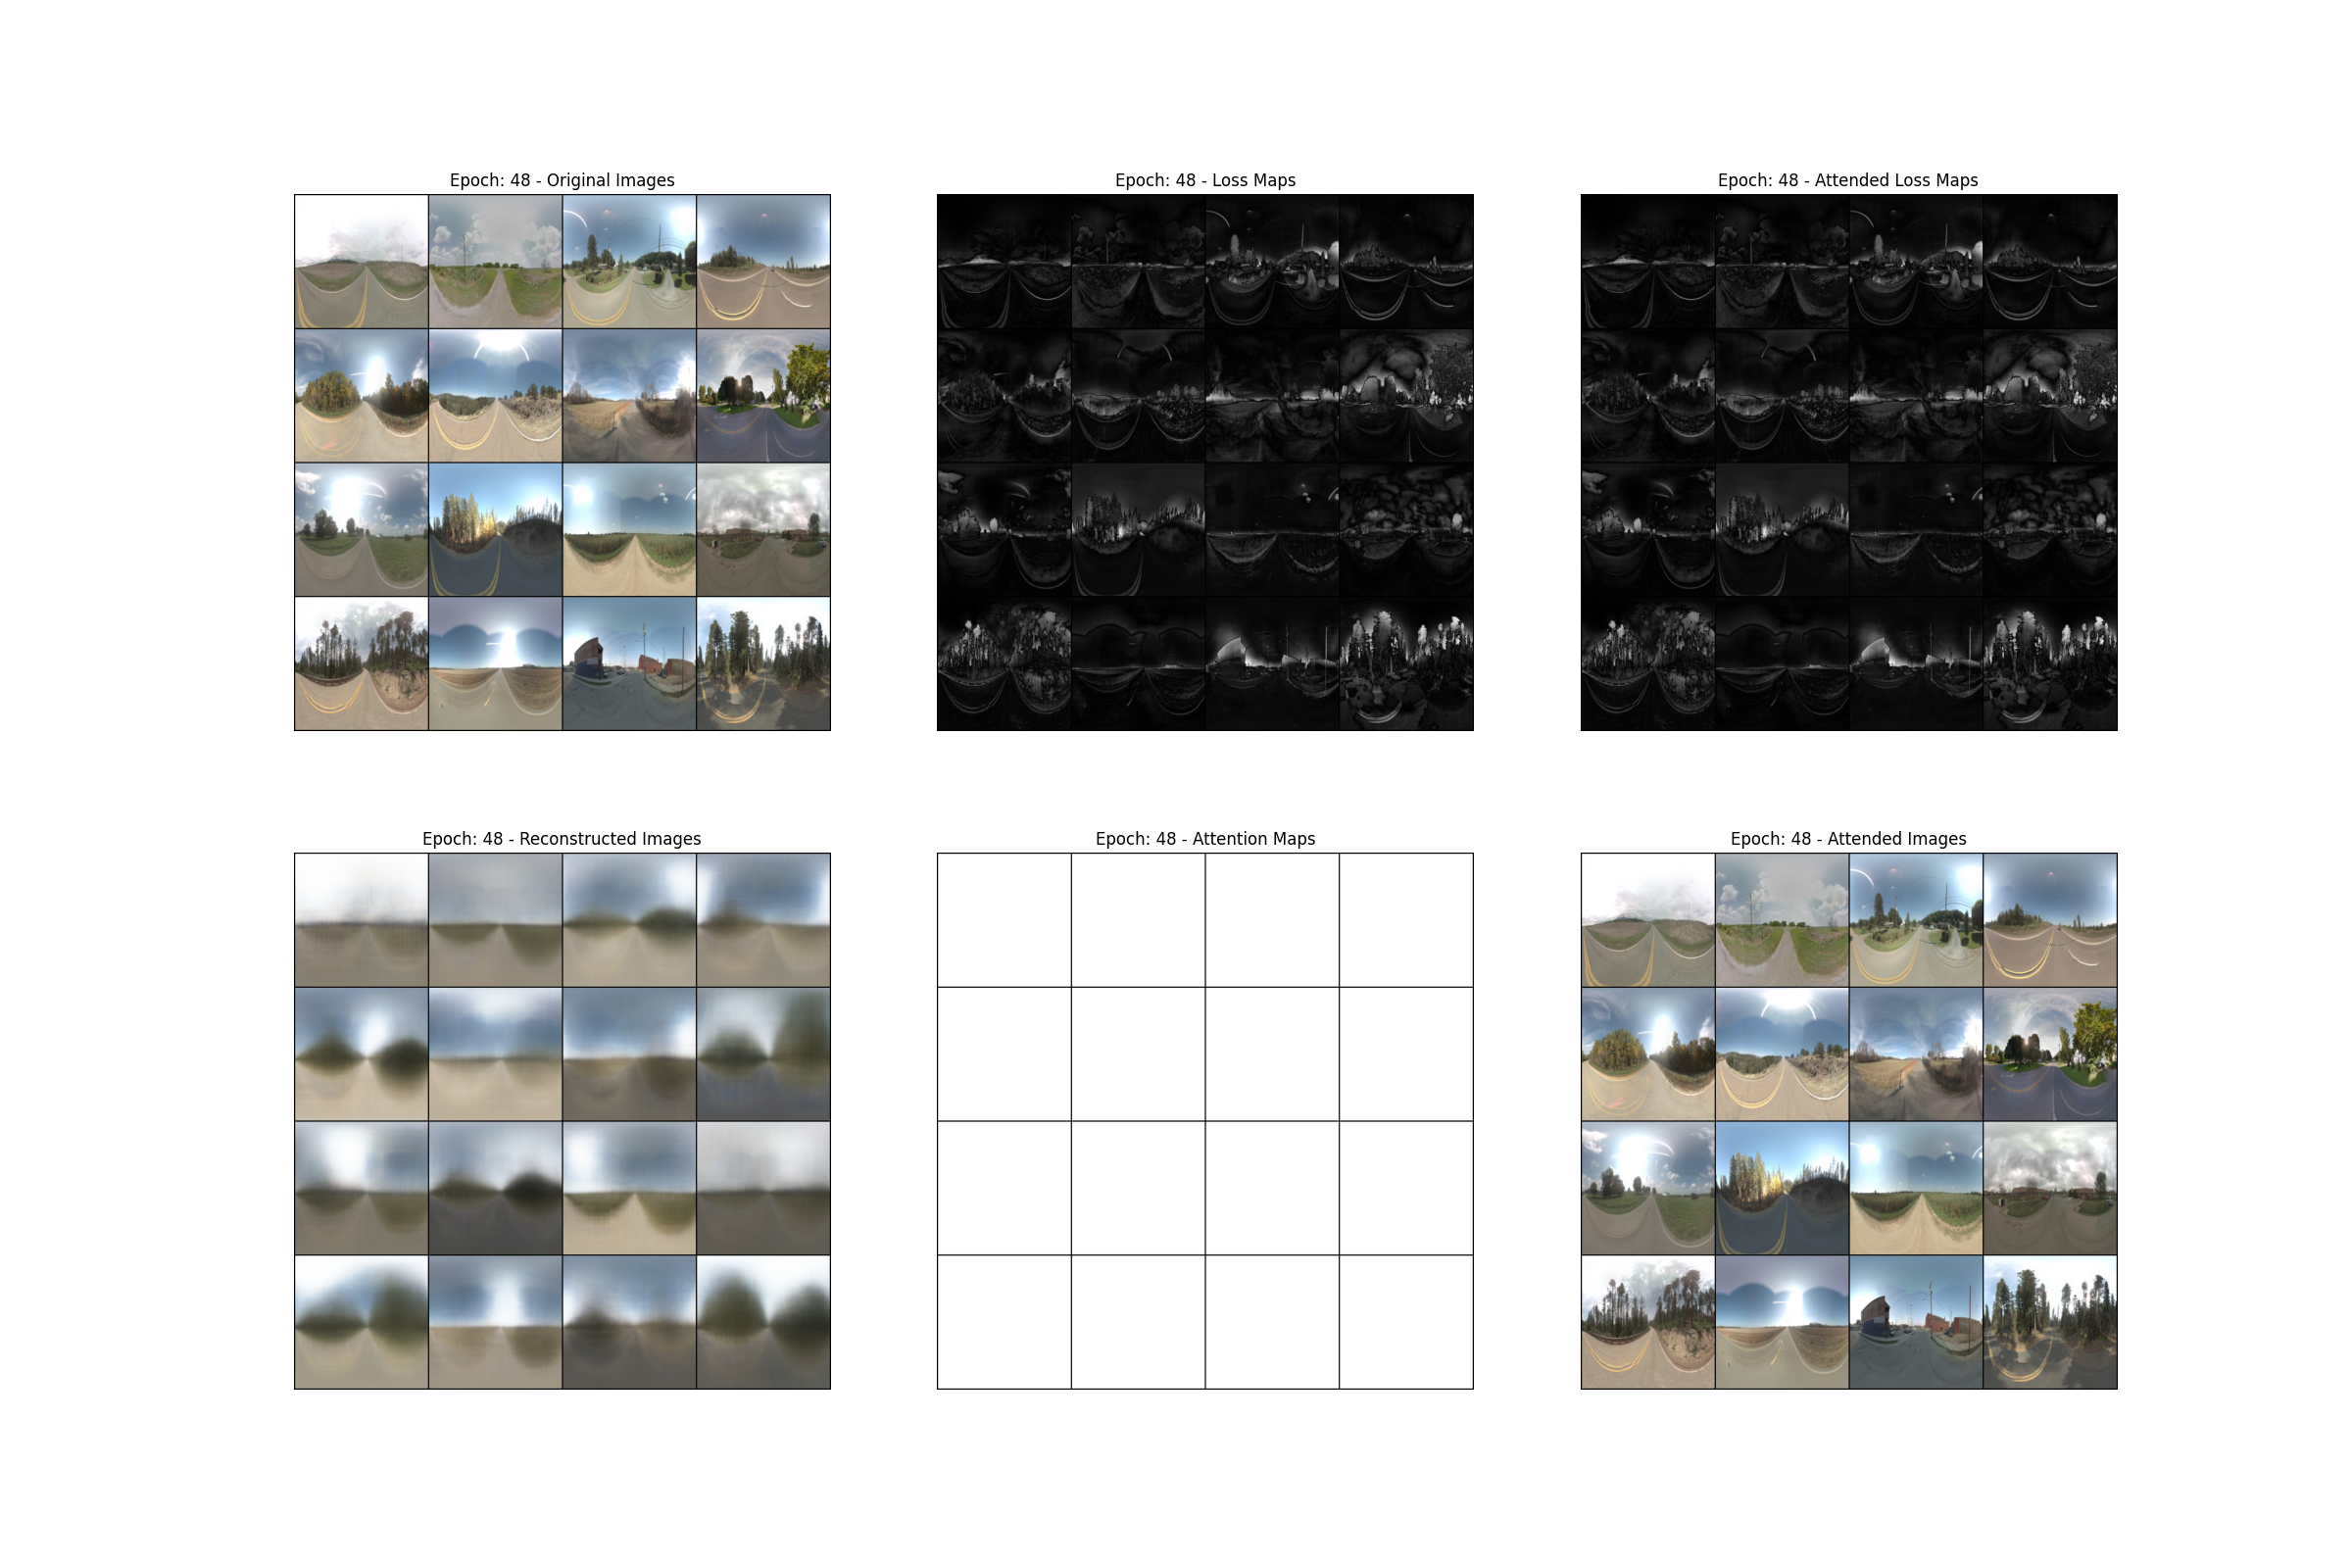 Epoch: 48 - Original Images
Epoch: 48 - Loss Maps
Epoch: 48 - Attended Loss Maps
Epoch: 48 - Reconstructed Images
Epoch: 48 - Attention Maps
Epoch: 48 - Attended Images